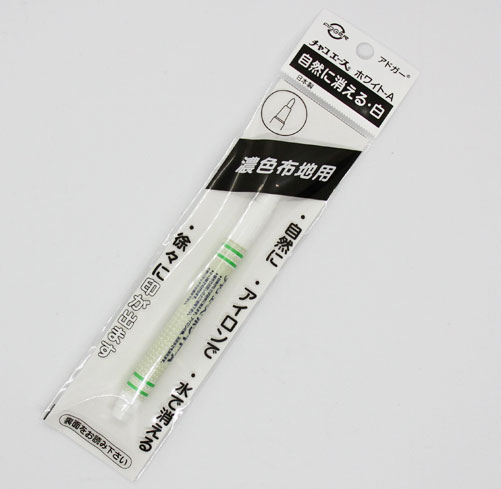 アドガー®
チャコエース®
ホワイト-A
自然に消える・白
日本製
濃色布地用
・自然に
・アイロンで
・水で消える
・徐々に白が出ます
裏面をお読み下さい